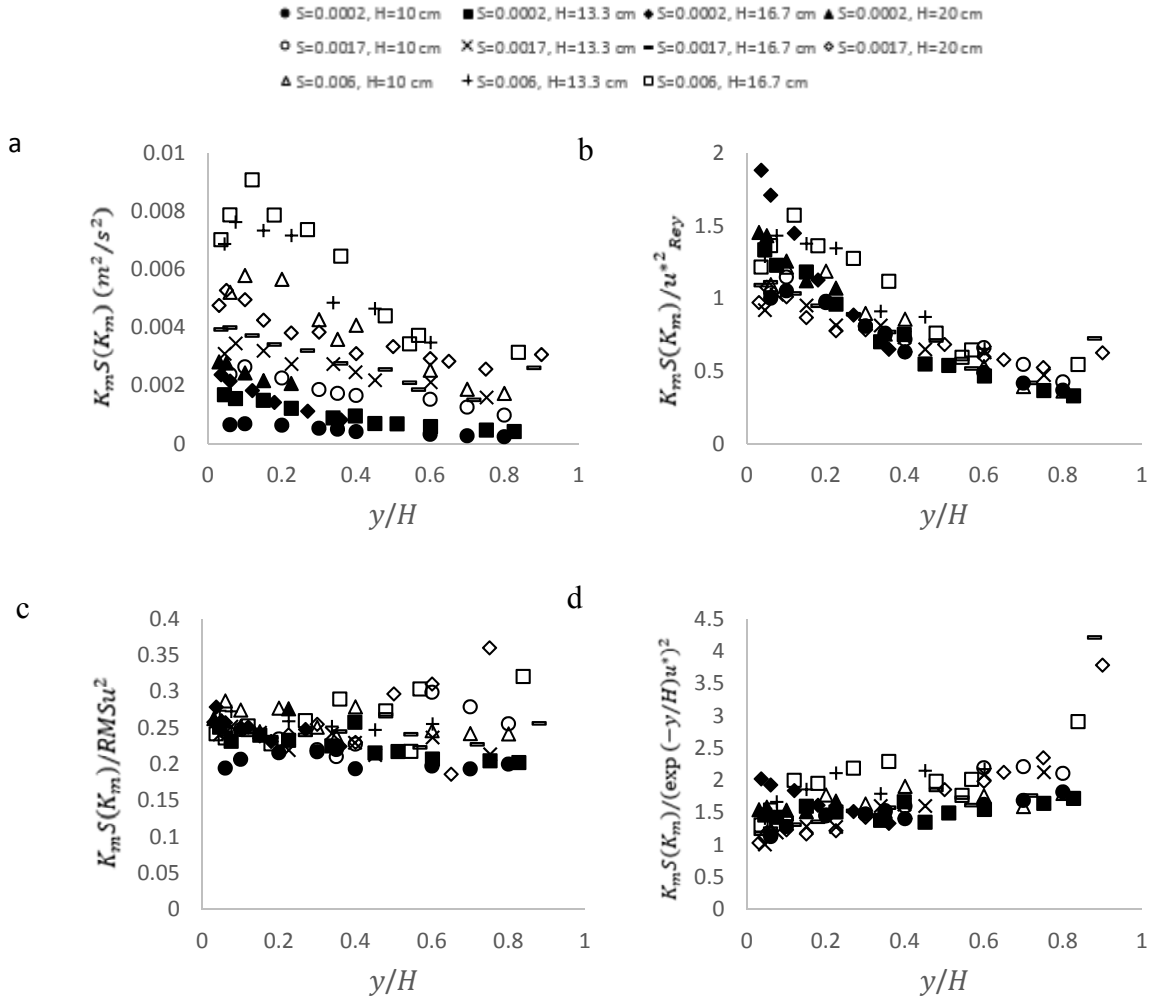 S=0.0002, H=10 cm S=0.0002, H=13.3 cm S=0.0002, H=16.7 cm S=0.0002, H=20 cm
S=0.0017, H=10 cm S=0.0017, H=13.3 cm S=0.0017, H=16.7 cm S=0.0017, H=20 cm
S=0.006, H=10 cm S=0.006, H=13.3 cm S=0.006, H=16.7 cm
a
0.01
0.008
0.006
0.004
0.002
0
0 0.2 0.4 0.6 0.8 1
K_mS(K_m) (m²/s²)
y/H
b
2
1.5
1
0.5
0
0 0.2 0.4 0.6 0.8 1
K_mS(K_m)/u*²_Rey
y/H
c
0.4
0.35
0.3
0.25
0.2
0.15
0.1
0.05
0
0 0.2 0.4 0.6 0.8 1
K_mS(K_m)/RMSu²
y/H
d
4.5
4
3.5
3
2.5
2
1.5
1
0.5
0
0 0.2 0.4 0.6 0.8 1
K_mS(K_m)/(exp (−y/H)u*)²
y/H